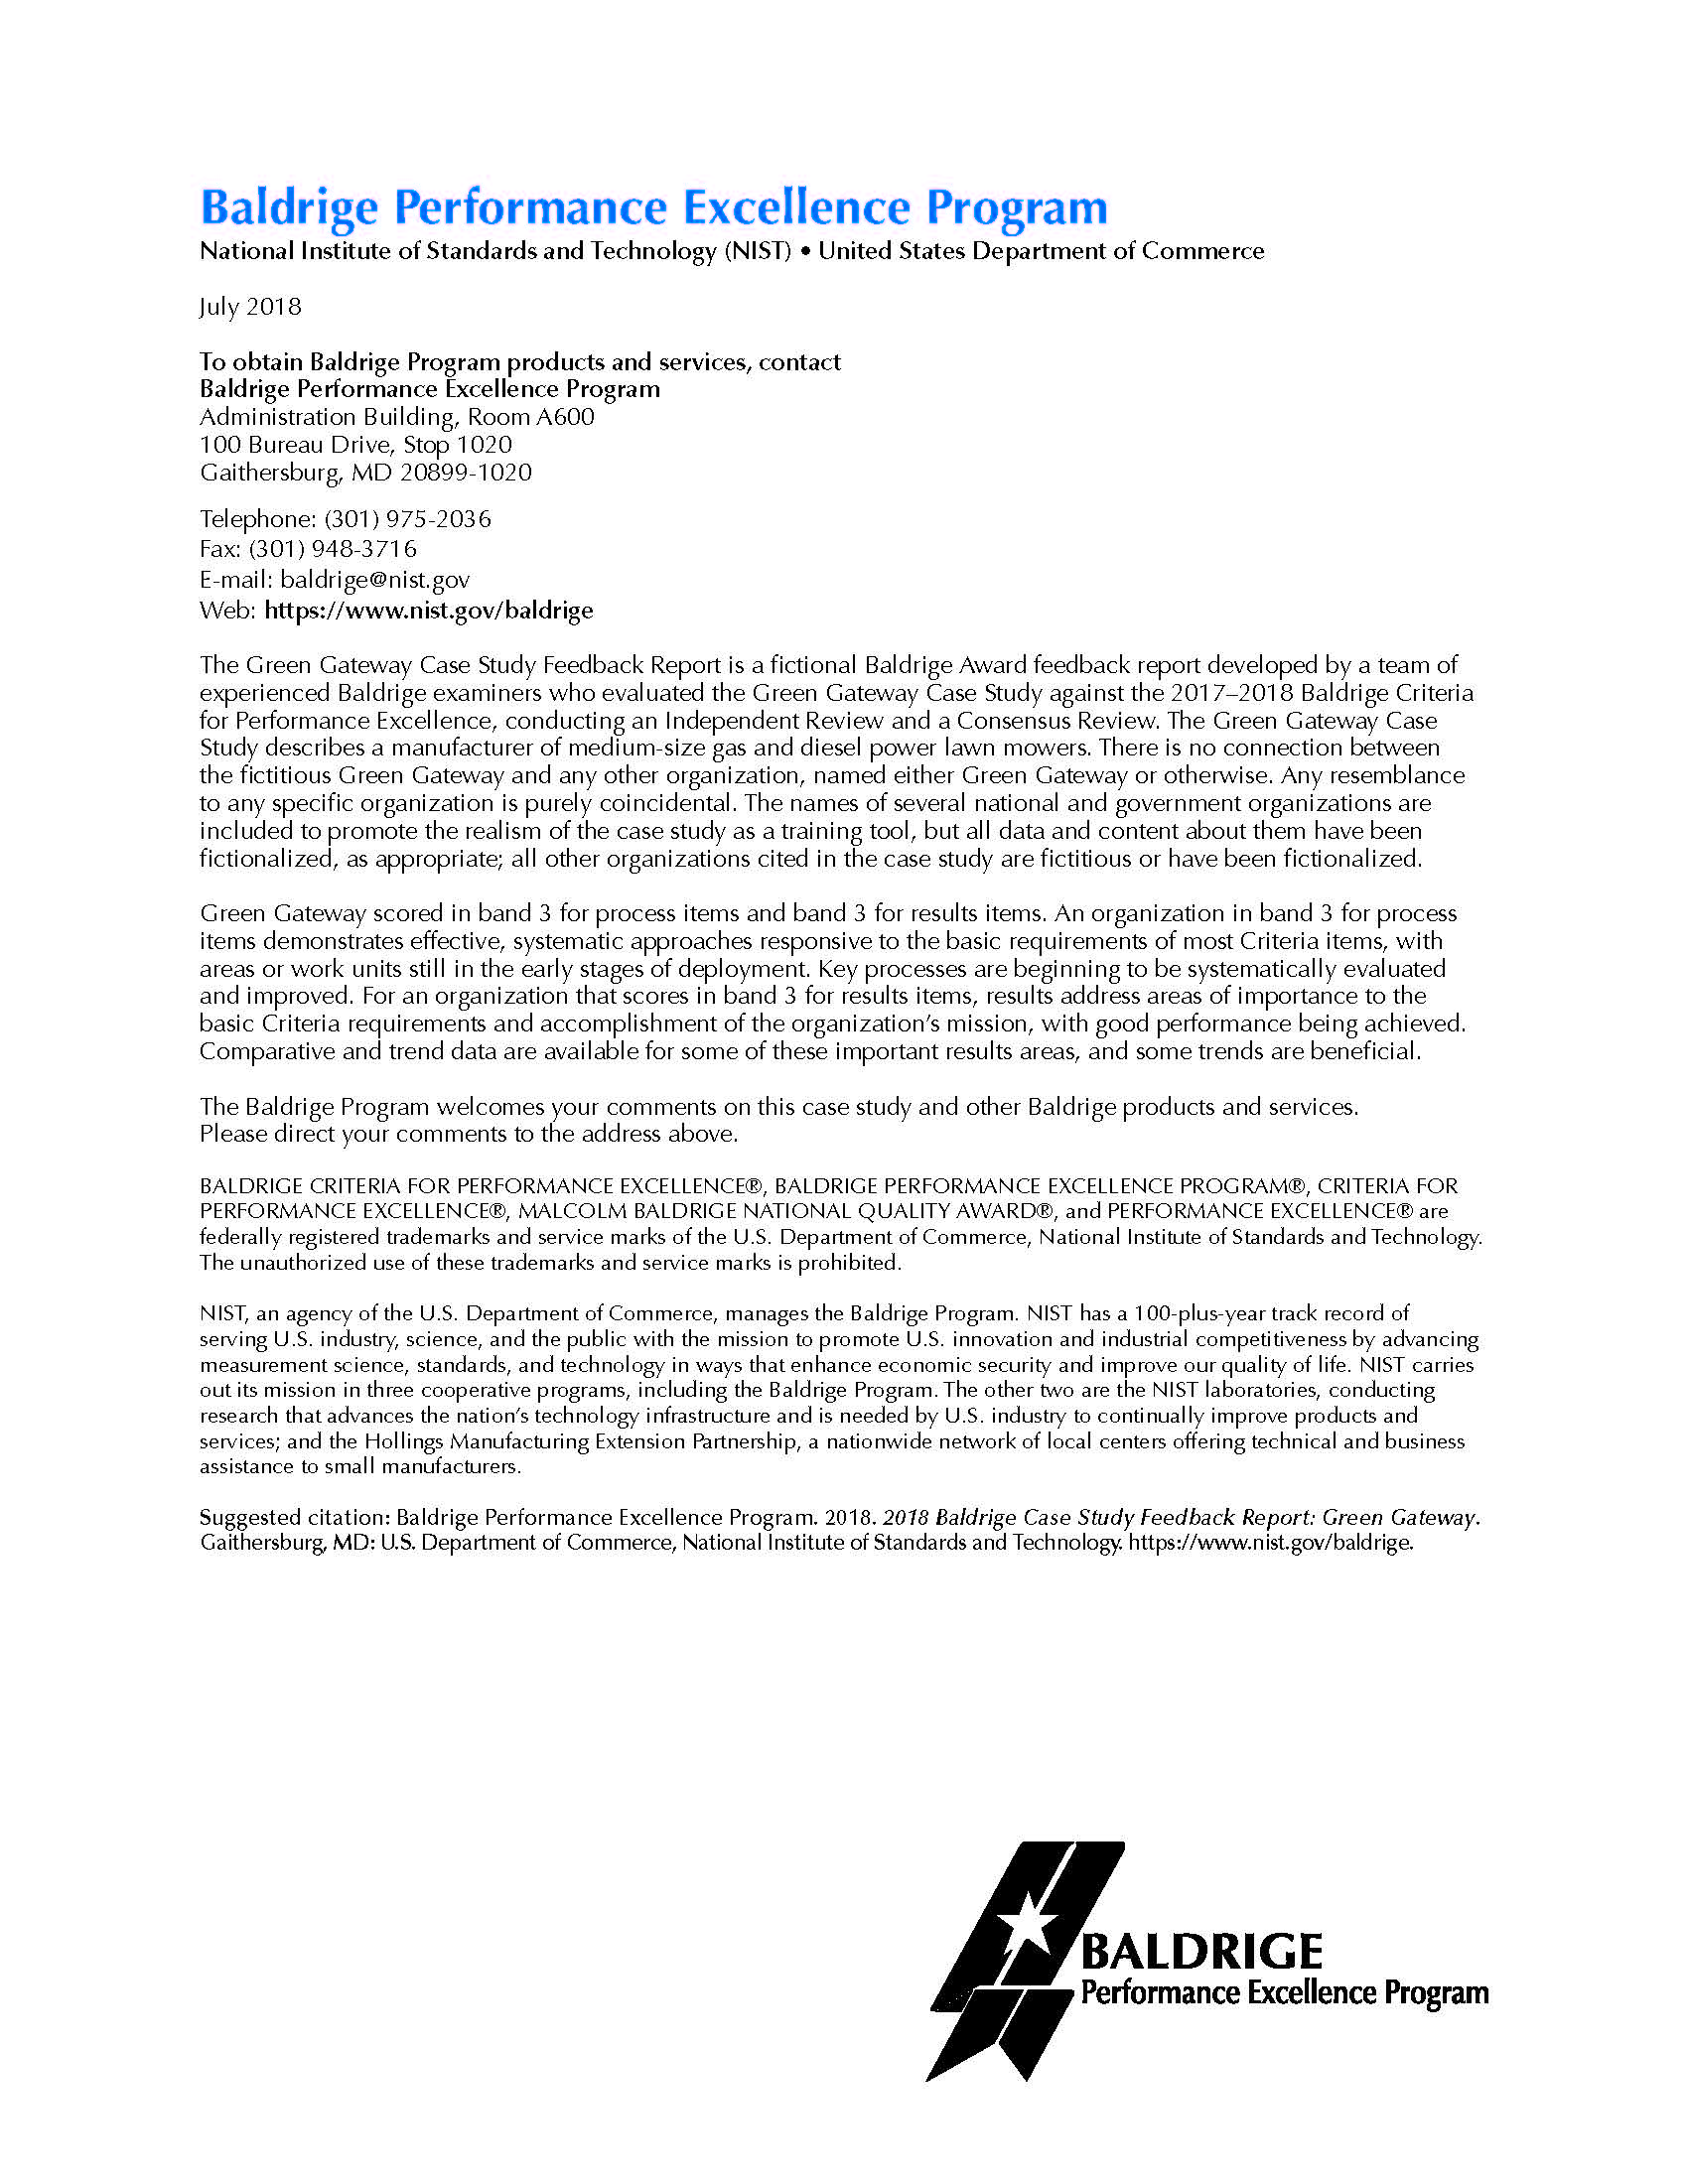 Baldrige Performance Excellence Program
National Institute of Standards and Technology (NIST) • United States Department of Commerce
July 2018
To obtain Baldrige Program products and services, contact
Baldrige Performance Excellence Program
Administration Building, Room A600
100 Bureau Drive, Stop 1020
Gaithersburg, MD 20899-1020
Telephone: (301) 975-2036
Fax: (301) 948-3716
E-mail: baldrige@nist.gov
Web: https://www.nist.gov/baldrige
The Green Gateway Case Study Feedback Report is a fictional Baldrige Award feedback report developed by a team of
experienced Baldrige examiners who evaluated the Green Gateway Case Study against the 2017–2018 Baldrige Criteria
for Performance Excellence, conducting an Independent Review and a Consensus Review. The Green Gateway Case
Study describes a manufacturer of medium-size gas and diesel power lawn mowers. There is no connection between
the fictitious Green Gateway and any other organization, named either Green Gateway or otherwise. Any resemblance
to any specific organization is purely coincidental. The names of several national and government organizations are
included to promote the realism of the case study as a training tool, but all data and content about them have been
fictionalized, as appropriate; all other organizations cited in the case study are fictitious or have been fictionalized.
Green Gateway scored in band 3 for process items and band 3 for results items. An organization in band 3 for process
items demonstrates effective, systematic approaches responsive to the basic requirements of most Criteria items, with
areas or work units still in the early stages of deployment. Key processes are beginning to be systematically evaluated
and improved. For an organization that scores in band 3 for results items, results address areas of importance to the
basic Criteria requirements and accomplishment of the organization’s mission, with good performance being achieved.
Comparative and trend data are available for some of these important results areas, and some trends are beneficial.
The Baldrige Program welcomes your comments on this case study and other Baldrige products and services.
Please direct your comments to the address above.
BALDRIGE CRITERIA FOR PERFORMANCE EXCELLENCE®, BALDRIGE PERFORMANCE EXCELLENCE PROGRAM®, CRITERIA FOR
PERFORMANCE EXCELLENCE®, MALCOLM BALDRIGE NATIONAL QUALITY AWARD®, and PERFORMANCE EXCELLENCE® are
federally registered trademarks and service marks of the U.S. Department of Commerce, National Institute of Standards and Technology.
The unauthorized use of these trademarks and service marks is prohibited.
NIST, an agency of the U.S. Department of Commerce, manages the Baldrige Program. NIST has a 100-plus-year track record of
serving U.S. industry, science, and the public with the mission to promote U.S. innovation and industrial competitiveness by advancing
measurement science, standards, and technology in ways that enhance economic security and improve our quality of life. NIST carries
out its mission in three cooperative programs, including the Baldrige Program. The other two are the NIST laboratories, conducting
research that advances the nation’s technology infrastructure and is needed by U.S. industry to continually improve products and
services; and the Hollings Manufacturing Extension Partnership, a nationwide network of local centers offering technical and business
assistance to small manufacturers.
Suggested citation: Baldrige Performance Excellence Program. 2018. 2018 Baldrige Case Study Feedback Report: Green Gateway.
Gaithersburg, MD: U.S. Department of Commerce, National Institute of Standards and Technology. https://www.nist.gov/baldrige.
BALDRIGE
Performance Excellence Program